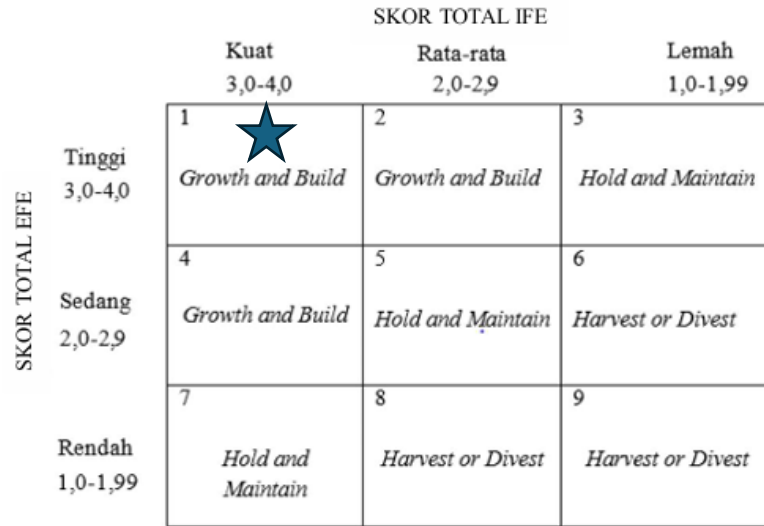 SKOR TOTAL IFE
Kuat
3,0-4,0
Rata-rata
2,0-2,9
Lemah
1,0-1,99
SKOR TOTAL EFE
Tinggi
3,0-4,0
1
Growth and Build
2
Growth and Build
3
Hold and Maintain
Sedang
2,0-2,9
4
Growth and Build
5
Hold and Maintain
6
Harvest or Divest
Rendah
1,0-1,99
7
Hold and
Maintain
8
Harvest or Divest
9
Harvest or Divest